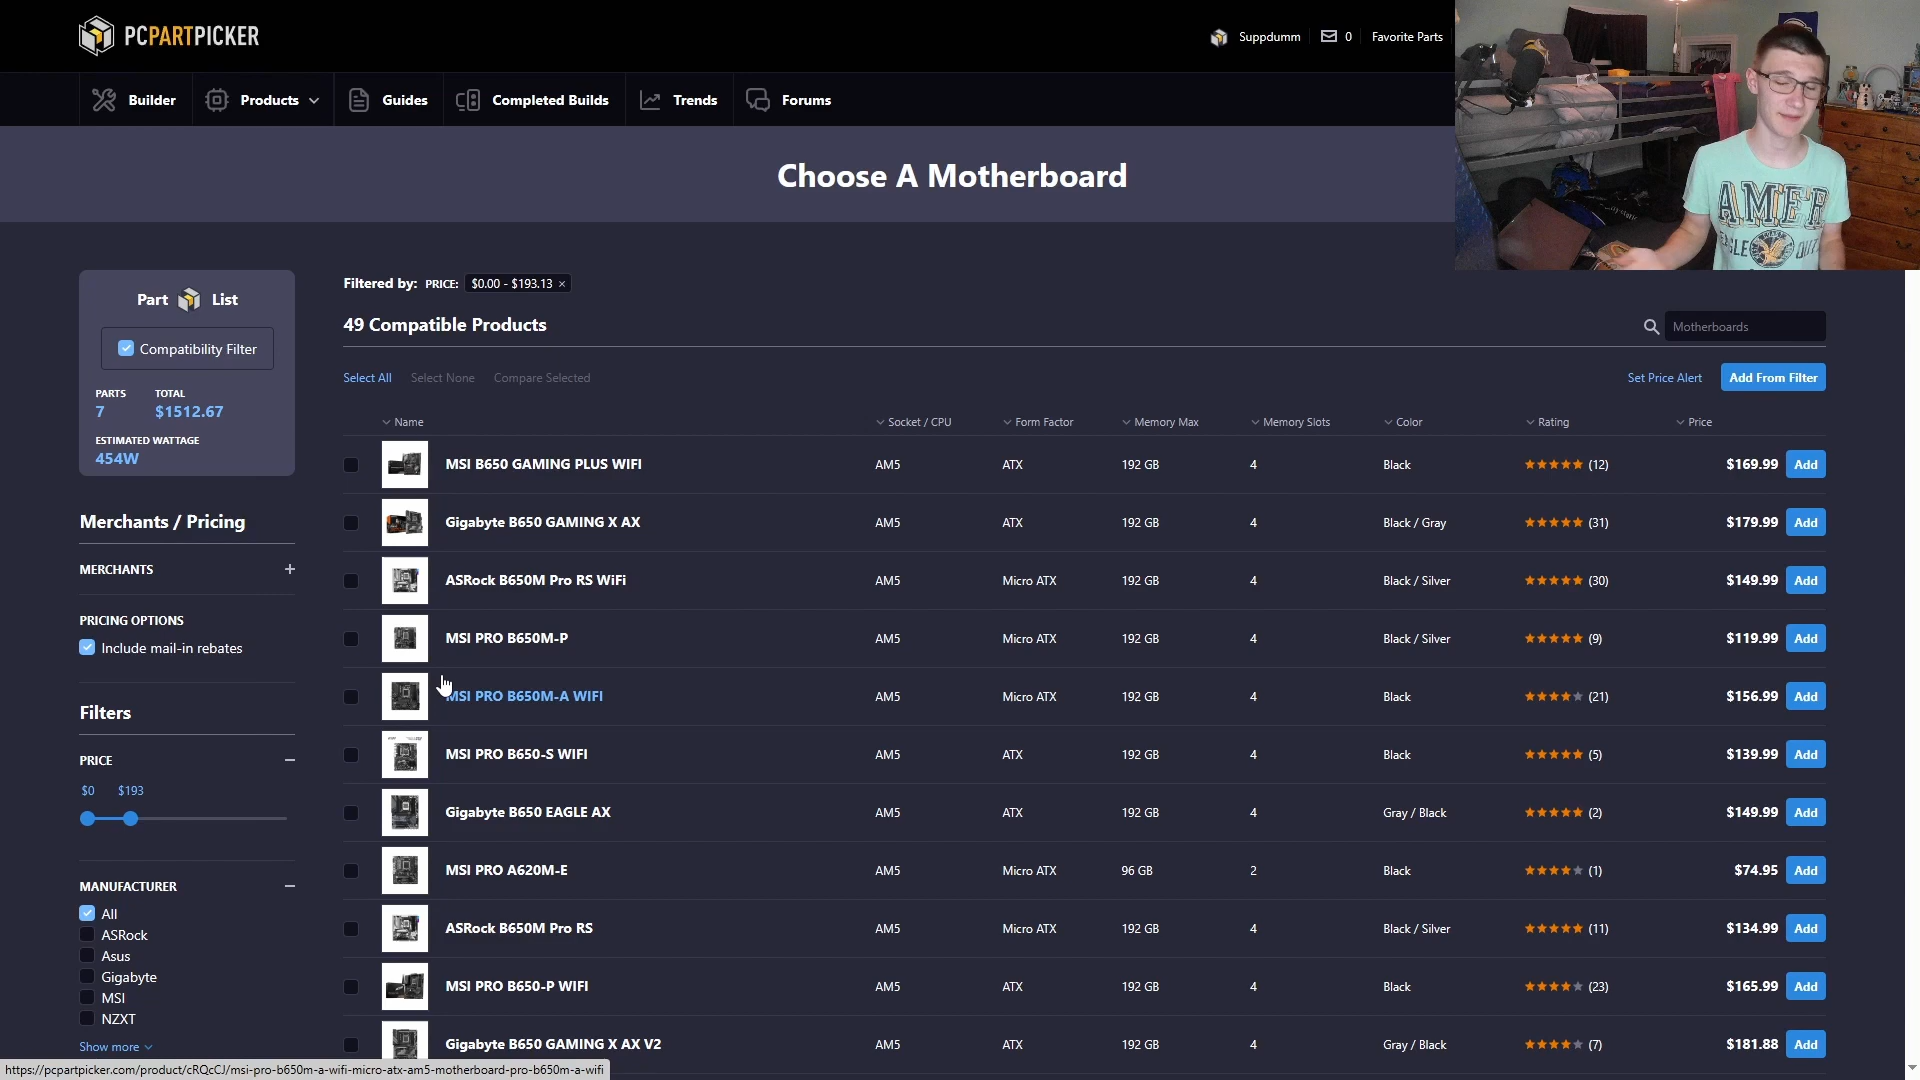 PCPARTPICKER
Suppdumm
0
Favorite Parts
Builder
Products
Guides
Completed Builds
Trends
Forums
Choose A Motherboard
AMER
EAGLE OUT
Part List
Compatibility Filter
PARTS TOTAL
7 $1512.67
ESTIMATED WATTAGE
454W
Merchants / Pricing
MERCHANTS
PRICING OPTIONS
Include mail-in rebates
Filters
PRICE
$0 $193
MANUFACTURER
All
ASRock
Asus
Gigabyte
MSI
NZXT
Show more
Filtered by: PRICE: $0.00 - $193.13 ×
49 Compatible Products
Motherboards
Select All Select None Compare Selected
Set Price Alert Add From Filter
Name Socket / CPU Form Factor Memory Max Memory Slots Color Rating Price
MSI B650 GAMING PLUS WIFI AM5 ATX 192 GB 4 Black (12) $169.99 Add
Gigabyte B650 GAMING X AX AM5 ATX 192 GB 4 Black / Gray (31) $179.99 Add
ASRock B650M Pro RS WiFi AM5 Micro ATX 192 GB 4 Black / Silver (30) $149.99 Add
MSI PRO B650M-P AM5 Micro ATX 192 GB 4 Black / Silver (9) $119.99 Add
MSI PRO B650M-A WIFI AM5 Micro ATX 192 GB 4 Black (21) $156.99 Add
MSI PRO B650-S WIFI AM5 ATX 192 GB 4 Black (5) $139.99 Add
Gigabyte B650 EAGLE AX AM5 ATX 192 GB 4 Gray / Black (2) $149.99 Add
MSI PRO A620M-E AM5 Micro ATX 96 GB 2 Black (1) $74.95 Add
ASRock B650M Pro RS AM5 Micro ATX 192 GB 4 Black / Silver (11) $134.99 Add
MSI PRO B650-P WIFI AM5 ATX 192 GB 4 Black (23) $165.99 Add
Gigabyte B650 GAMING X AX V2 AM5 ATX 192 GB 4 Gray / Black (7) $181.88 Add
https://pcpartpicker.com/product/cRQcCJ/msi-pro-b650m-a-wifi-micro-atx-am5-motherboard-pro-b650m-a-wifi